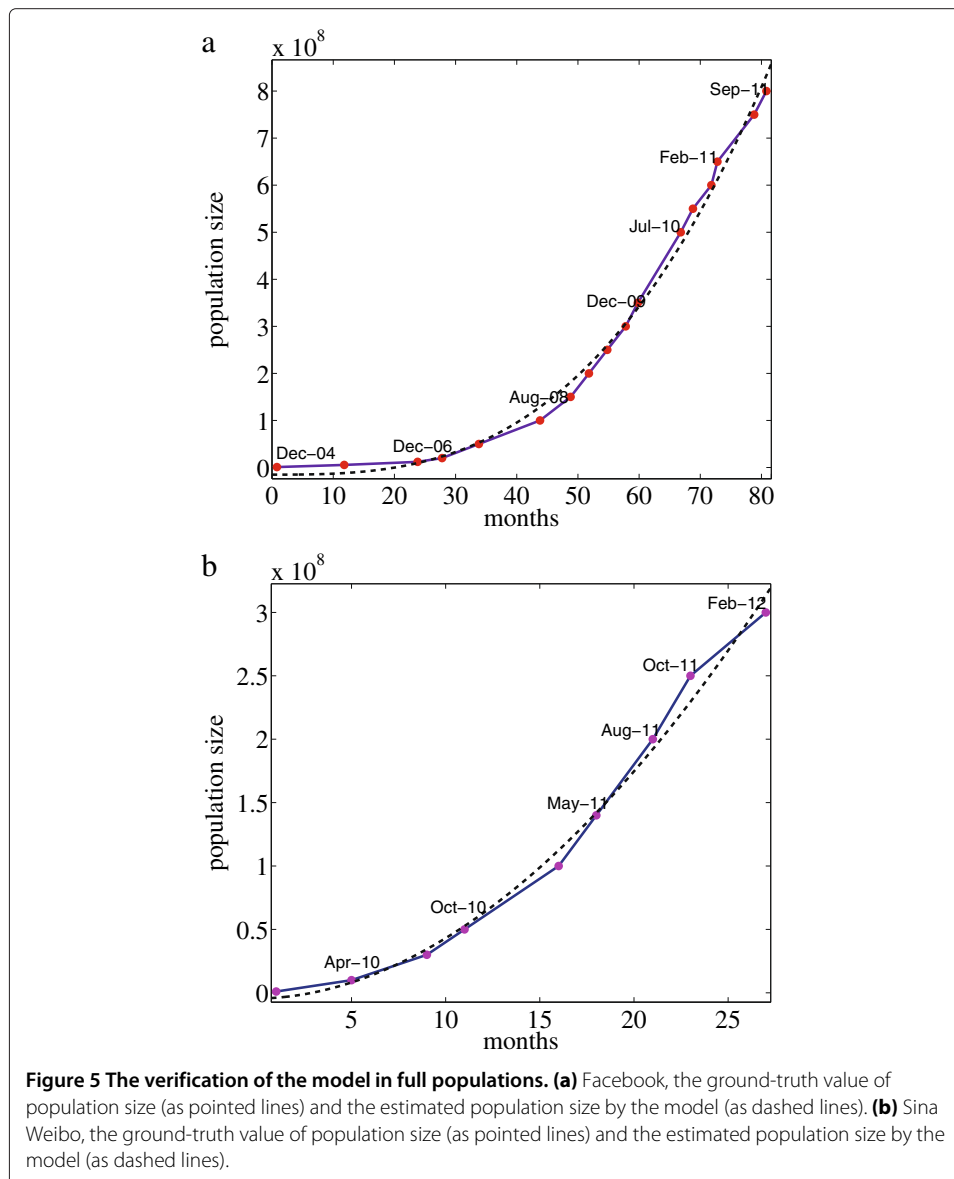 a
x 10⁸
8
7
6
5
4
3
2
1
0
population size
Sep−11
Feb−11
Jul−10
Dec−09
Aug−08
Dec−06
Dec−04
0 10 20 30 40 50 60 70 80
months
b
x 10⁸
3
2.5
2
1.5
1
0.5
0
population size
Feb−12
Oct−11
Aug−11
May−11
Oct−10
Apr−10
5 10 15 20 25
months
Figure 5 The verification of the model in full populations. (a) Facebook, the ground-truth value of
population size (as pointed lines) and the estimated population size by the model (as dashed lines). (b) Sina
Weibo, the ground-truth value of population size (as pointed lines) and the estimated population size by the
model (as dashed lines).